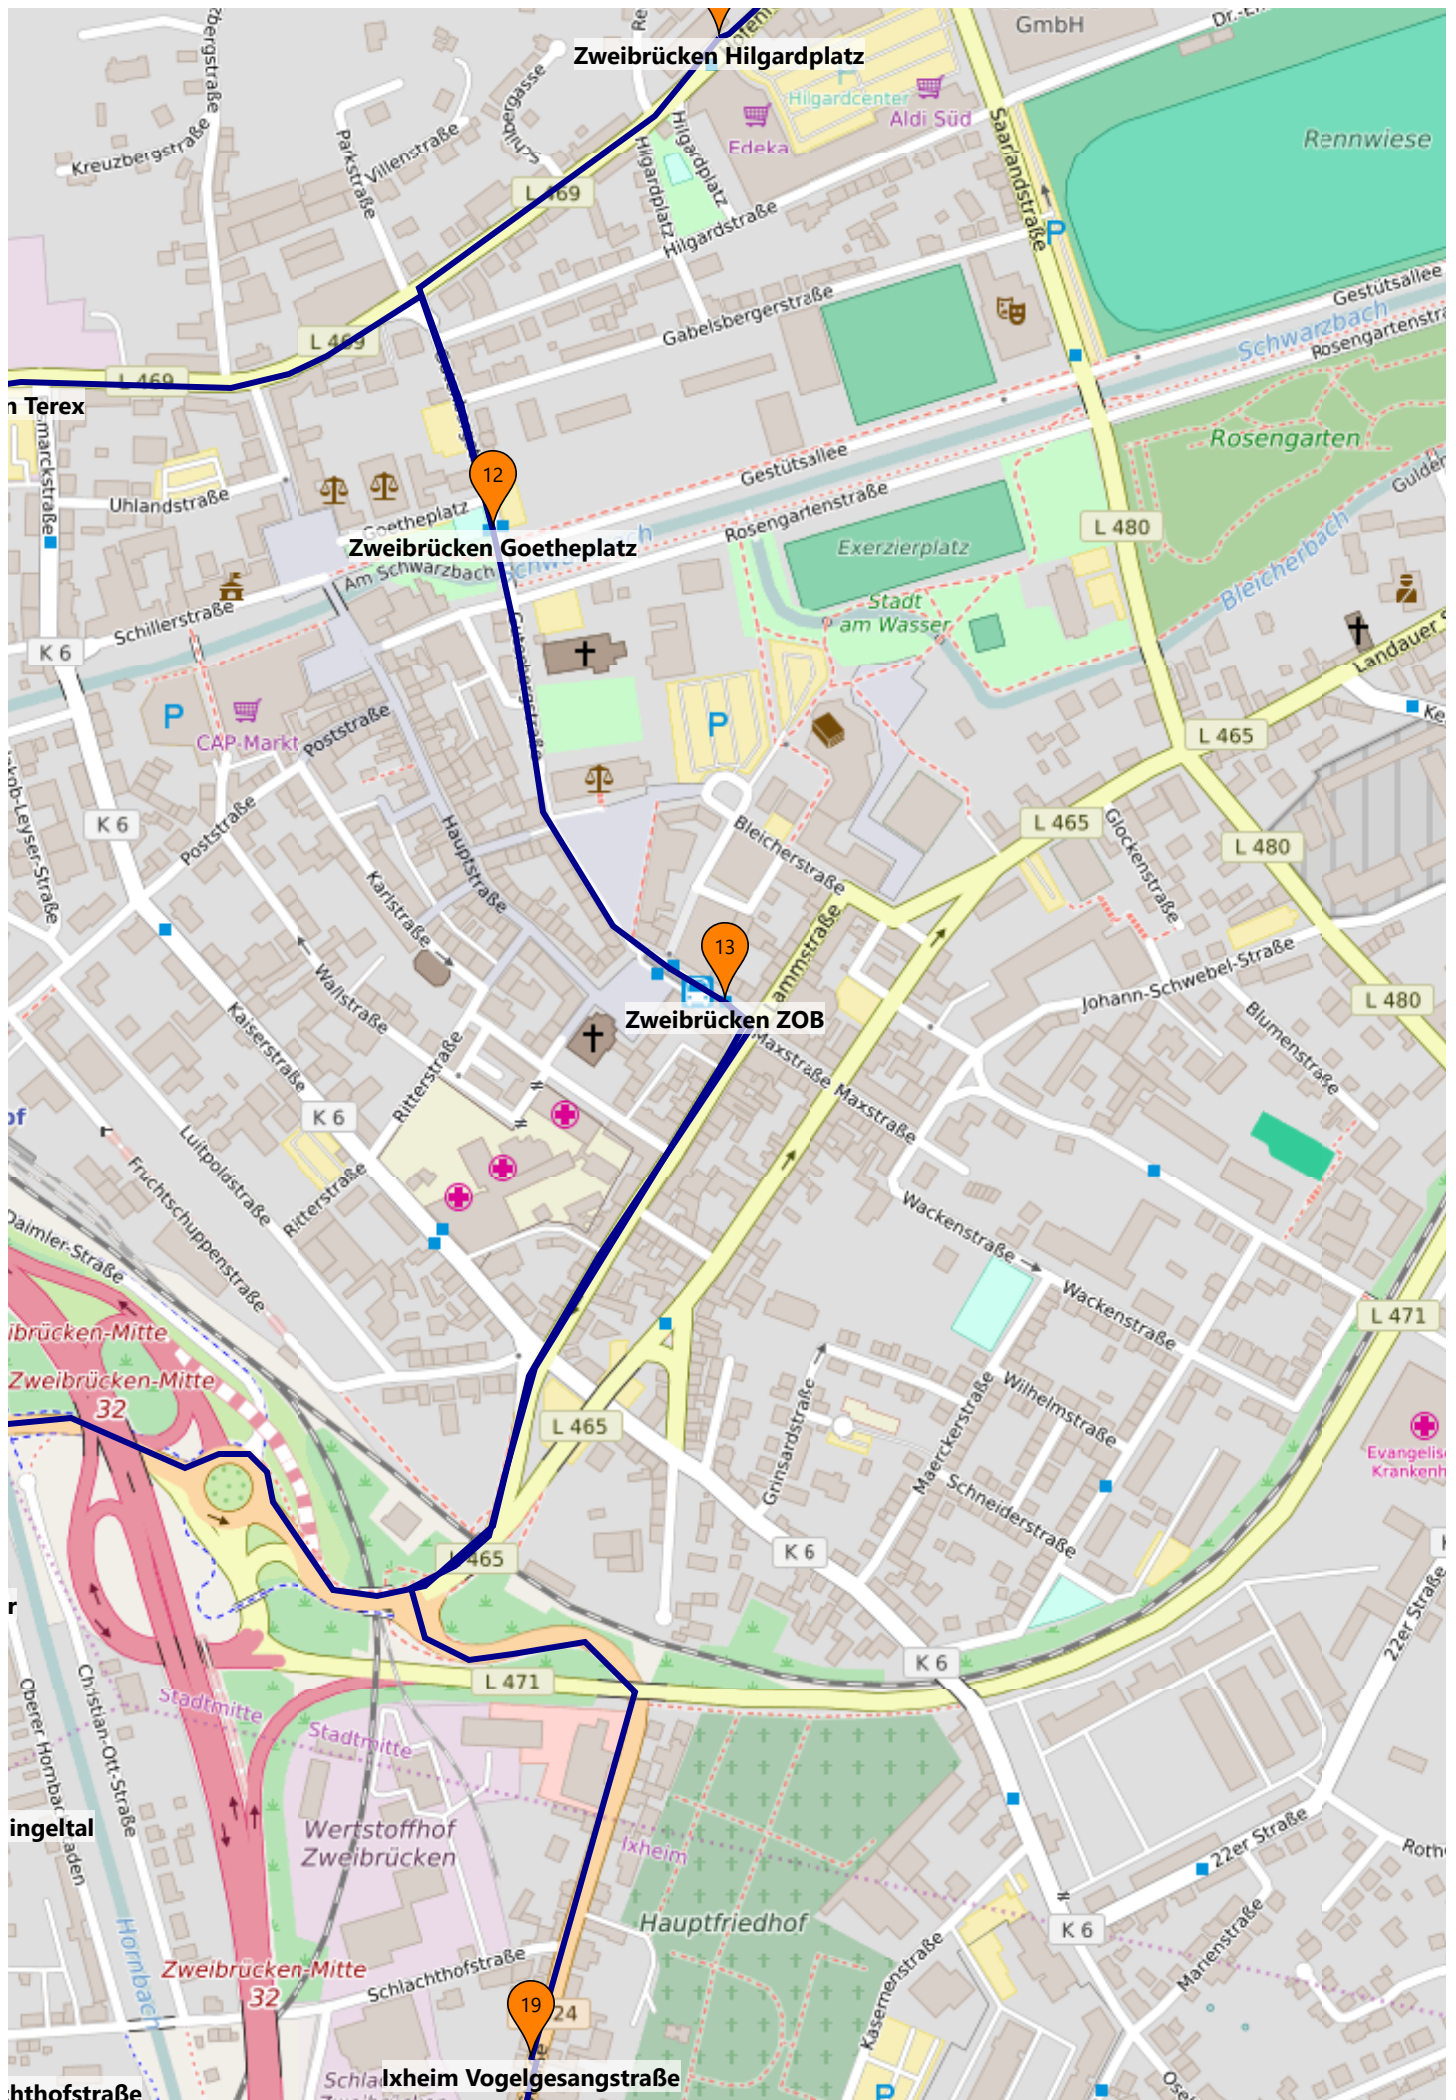 GmbH
Zweibrücken Hilgardplatz
Hilgardcenter
Aldi Süd
Edeka
Rennwiese
Kreuzbergstraße
Parkstraße
Villenstraße
L 469
Hilgardplatz
Hilgardplatz
Hilgardstraße
Saarlandstraße
P
Gabelsbergerstraße
Gestütsallee
Schwarzbach
L 469
L 469
Rosengarten
Gestütsallee
Uhlandstraße
12
Goetheplatz
Zweibrücken Goetheplatz
Rosengartenstraße
L 480
Exerzierplatz
Bleicherbach
Am Schwarzbach
Stadt
am Wasser
Schillerstraße
K 6
Gutenbergstraße
P
CAP-Markt
Poststraße
P
L 465
K 6
Poststraße
Hauptstraße
Karlstraße
Bleicherstraße
L 465
Glockenstraße
L 480
13
Zweibrücken ZOB
Wallstraße
Johann-Schwebel-Straße
L 480
Blumenstraße
Kaiserstraße
Maxstraße
Maxstraße
Ritterstraße
K 6
Luitpoldstraße
Ritterstraße
Fruchtschuppenstraße
Wackenstraße
Wackenstraße
L 471
Zweibrücken-Mitte
32
L 465
Grinsardstraße
Maerckerstraße
Wilhelmstraße
Schneiderstraße
L 465
K 6
22er Straße
K 6
L 471
Stadtmitte
Stadtmitte
Christian-Ott-Straße
Wertstoffhof
Zweibrücken
Ixheim
22er Straße
Hauptfriedhof
K 6
Marienstraße
Kasernenstraße
Hornbach
Zweibrücken-Mitte
32
Schlachthofstraße
19
24
Ixheim Vogelgesangstraße
P